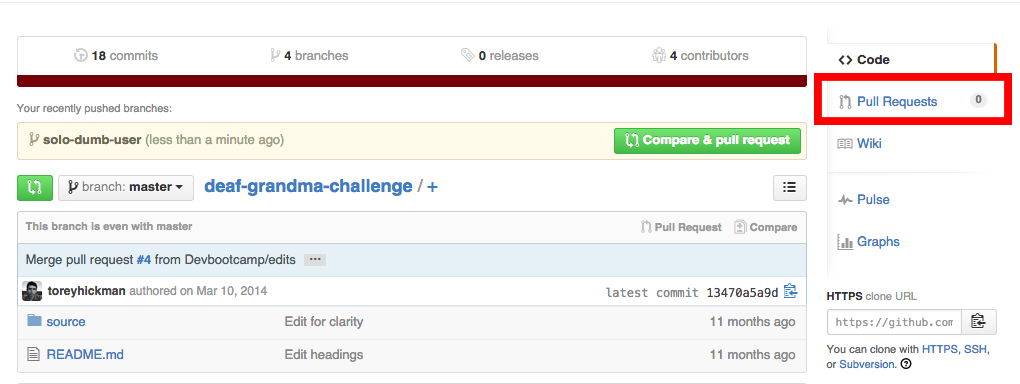 18 commits
4 branches
0 releases
4 contributors
Your recently pushed branches:
solo-dumb-user (less than a minute ago)
Compare & pull request
branch: master
deaf-grandma-challenge / +
This branch is even with master
Pull Request
Compare
Merge pull request #4 from Devbootcamp/edits ...
toreyhickman authored on Mar 10, 2014
latest commit 13470a5a9d
source
Edit for clarity
11 months ago
README.md
Edit headings
11 months ago
Code
Pull Requests
0
Wiki
Pulse
Graphs
HTTPS clone URL
https://github.com
You can clone with HTTPS, SSH,
or Subversion. ?